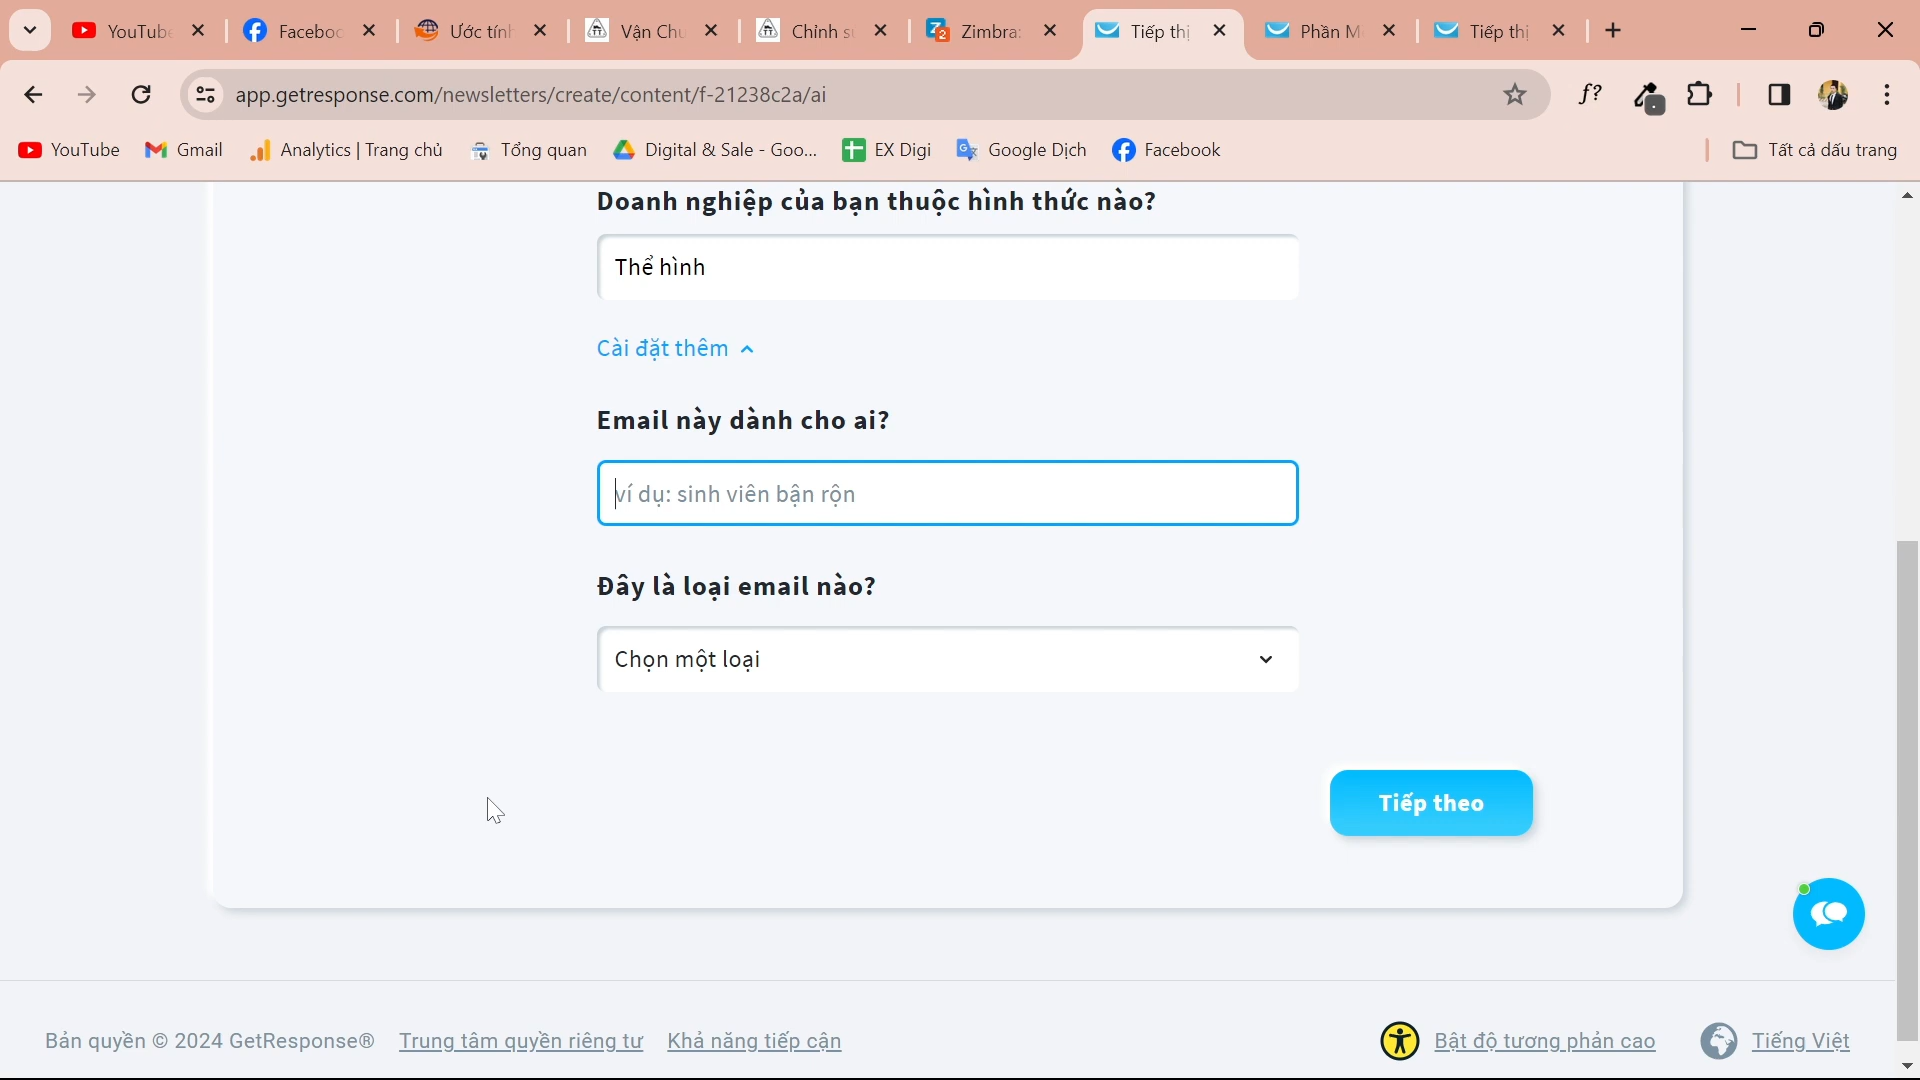 YouTube
Facebo
Ước tính
Vận Chu
Chỉnh s
Zimbra:
Tiếp thị
Phần M
Tiếp thị
app.getresponse.com/newsletters/create/content/f-21238c2a/ai
f?
YouTube
Gmail
Analytics | Trang chủ
Tổng quan
Digital & Sale - Goo...
EX Digi
Google Dịch
Facebook
Tất cả dấu trang
Doanh nghiệp của bạn thuộc hình thức nào?
Thể hình
Cài đặt thêm
Email này dành cho ai?
ví dụ: sinh viên bận rộn
Đây là loại email nào?
Chọn một loại
Tiếp theo
Bản quyền © 2024 GetResponse®
Trung tâm quyền riêng tư
Khả năng tiếp cận
Bật độ tương phản cao
Tiếng Việt